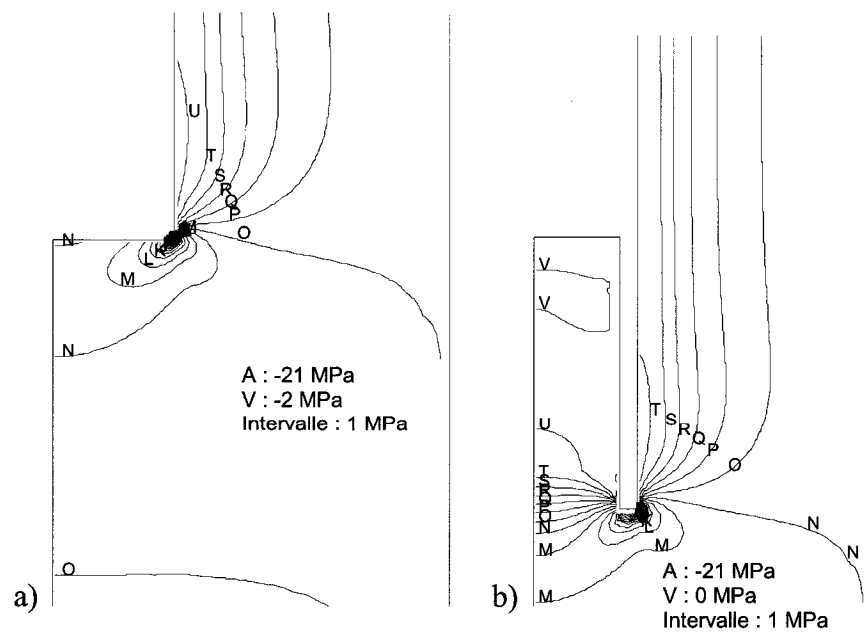 U
T
S
R
Q
P
O
M
N
K
L
M
N
A : -21 MPa
V : -2 MPa
Intervalle : 1 MPa
O
a)
V
V
U
T
S
R
Q
P
O
T
S
R
Q
P
O
N
M
M
L
M
N
N
A : -21 MPa
V : 0 MPa
Intervalle : 1 MPa
b)